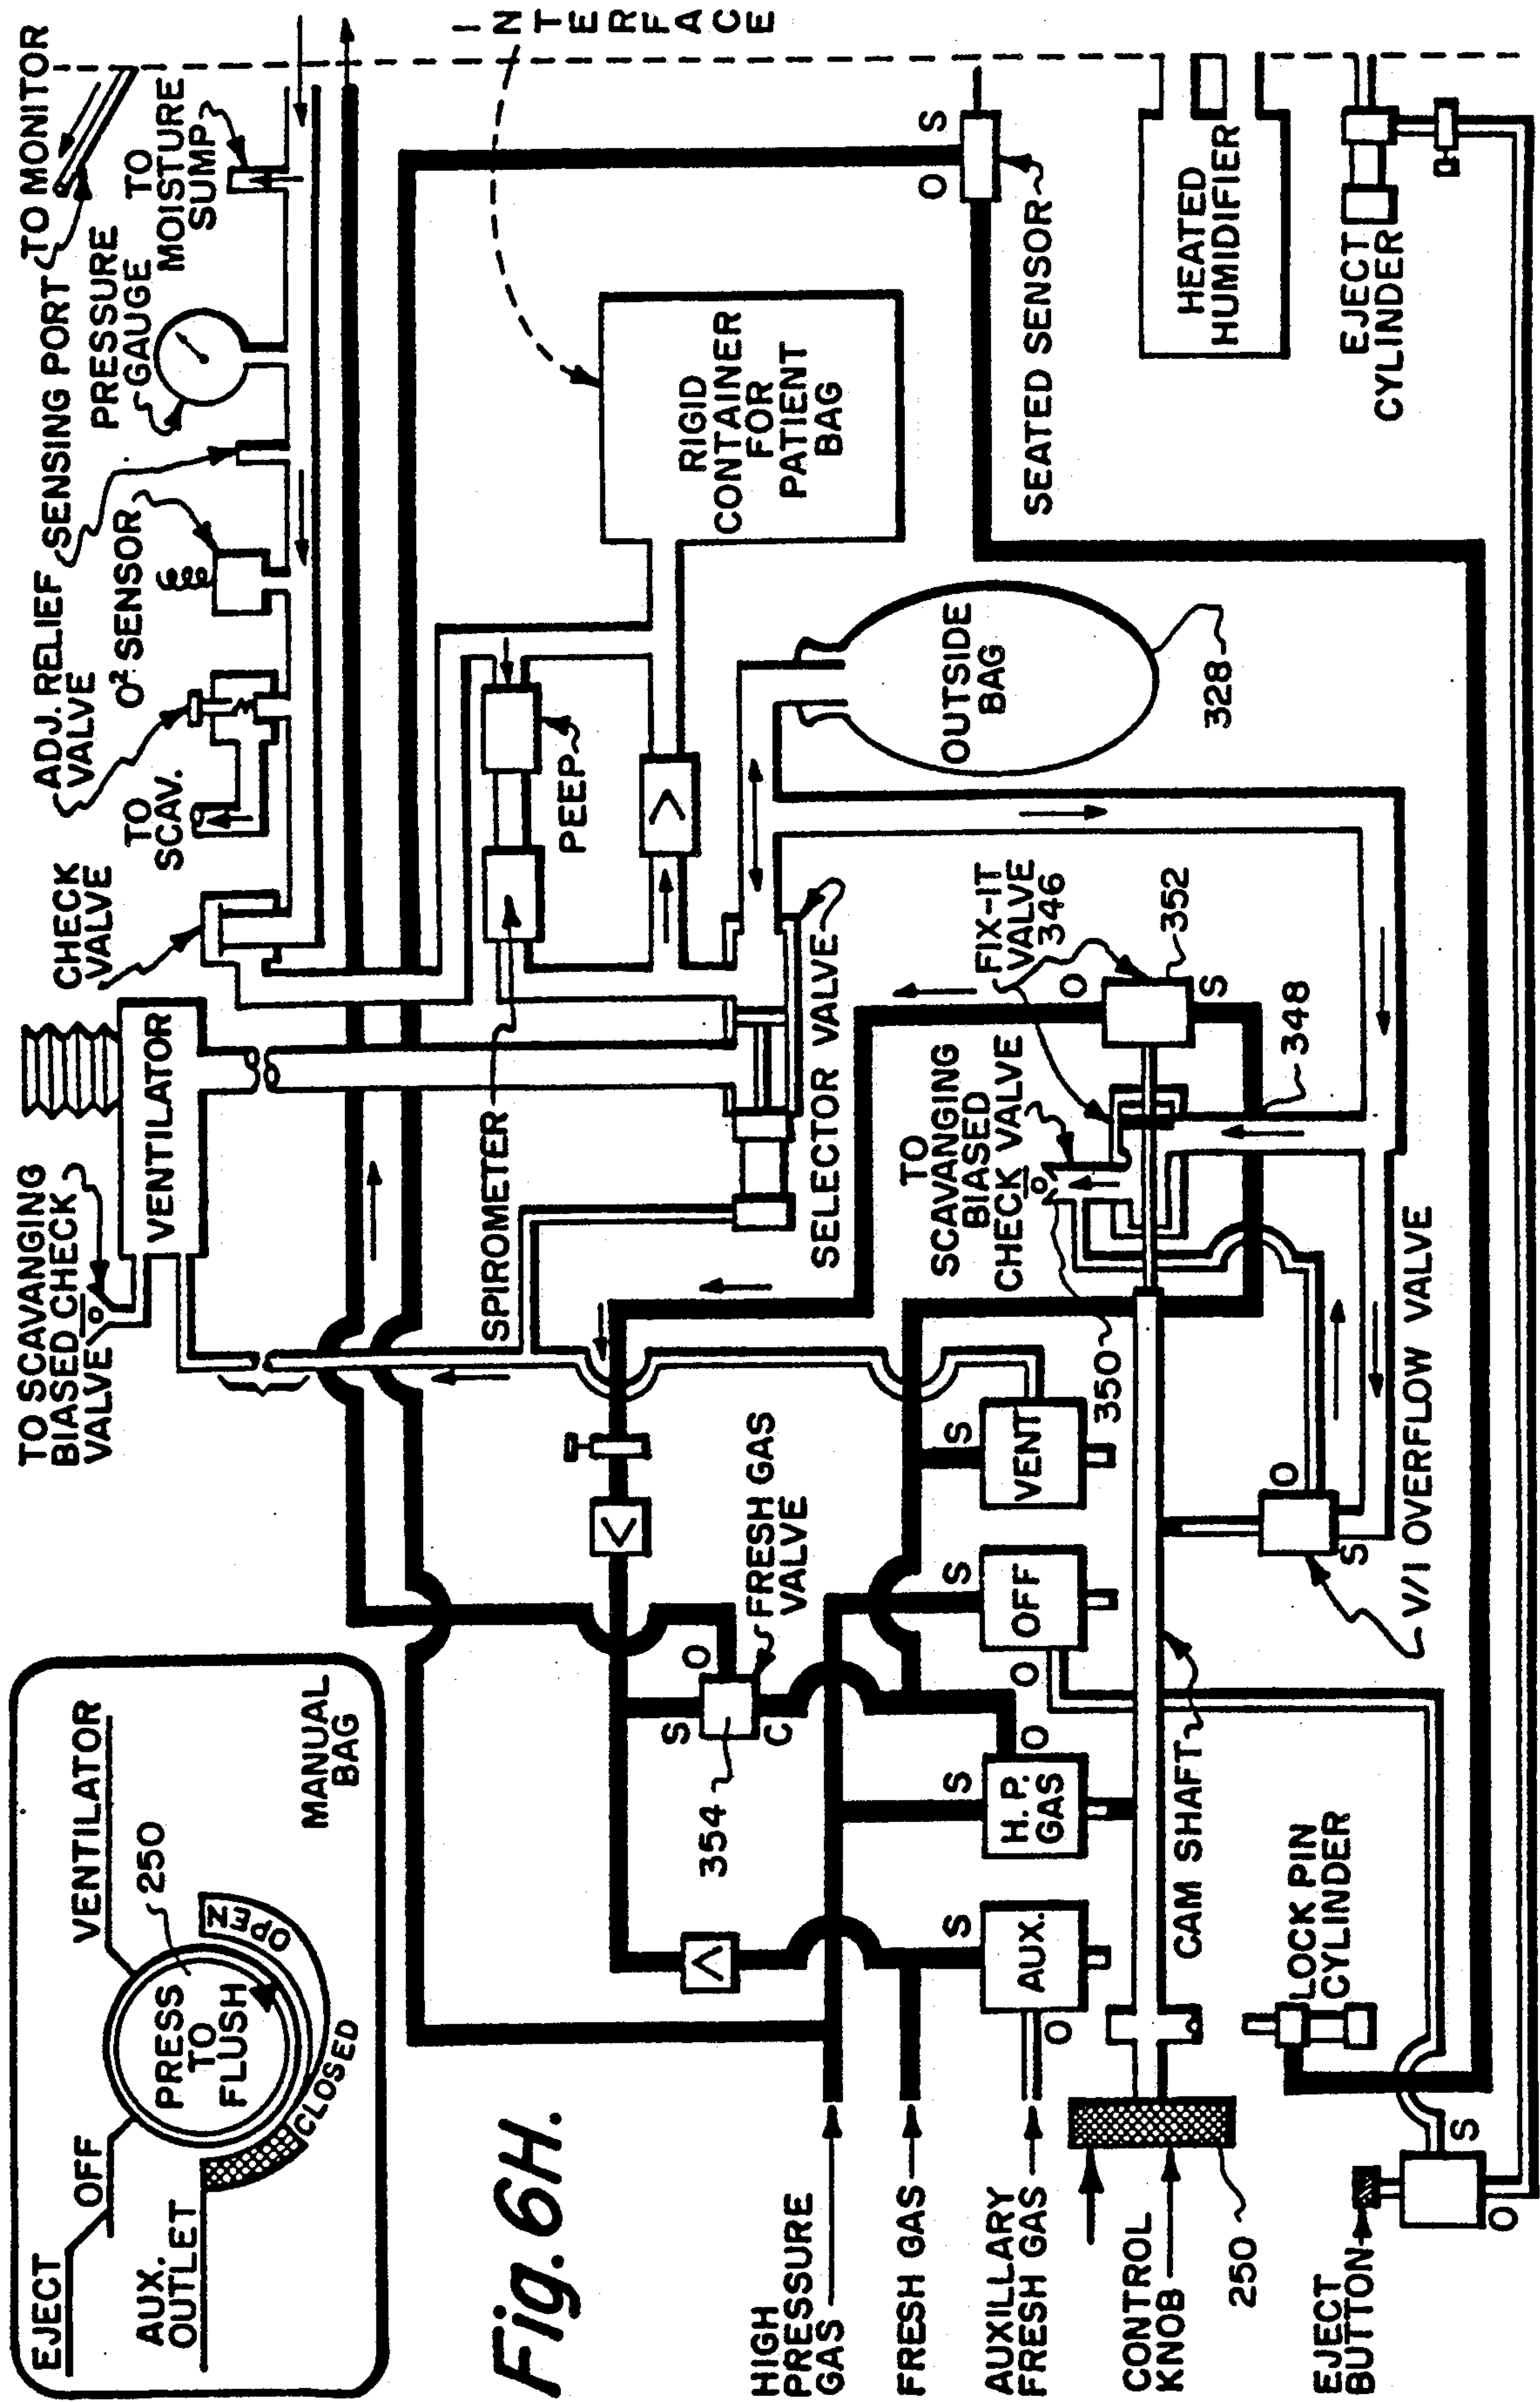 EJECT
OFF
AUX.
OUTLET
PRESS
TO
FLUSH
250
VENTILATOR
OPEN
CLOSED
MANUAL
BAG
Fig. 6H.
TO SCAVANGING
BIASED CHECK
VALVE
VENTILATOR
CHECK
VALVE
TO
SCAV.
ADJ. RELIEF
VALVE
O² SENSOR
SENSING PORT
PRESSURE
GAUGE
TO MONITOR
TO
MOISTURE
SUMP
INTERFACE
SPIROMETER
PEEP
RIGID
CONTAINER
FOR
PATIENT
BAG
SELECTOR VALVE
OUTSIDE
BAG
328
O
S
SEATED SENSOR
HEATED
HUMIDIFIER
EJECT
CYLINDER
FRESH GAS
VALVE
S
O
C
354
HIGH
PRESSURE
GAS
FRESH GAS
AUXILLARY
FRESH GAS
S
AUX.
O
S
H. P.
GAS
O
S
OFF
O
S
VENT
350
TO
SCAVANGING
BIASED
CHECK VALVE
FIX-IT
VALVE
346
O
S
352
348
CONTROL
KNOB
250
CAM SHAFT
O
S
V/I OVERFLOW VALVE
LOCK PIN
CYLINDER
EJECT
BUTTON
S
O